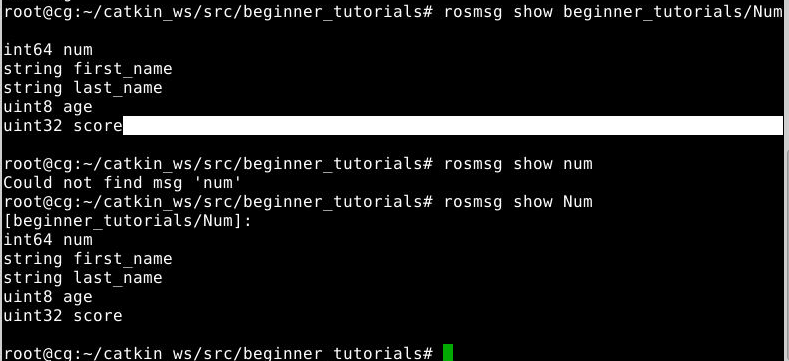 root@cg:~/catkin_ws/src/beginner_tutorials# rosmsg show beginner_tutorials/Num
int64 num
string first_name
string last_name
uint8 age
uint32 score
root@cg:~/catkin_ws/src/beginner_tutorials# rosmsg show num
Could not find msg 'num'
root@cg:~/catkin_ws/src/beginner_tutorials# rosmsg show Num
[beginner_tutorials/Num]:
int64 num
string first_name
string last_name
uint8 age
uint32 score
root@cg:~/catkin_ws/src/beginner_tutorials#